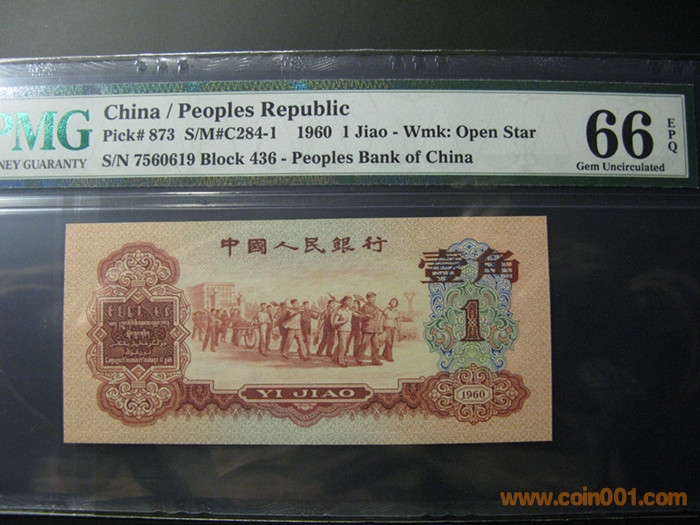 PMG
NEY GUARANTY
China / Peoples Republic
Pick# 873 S/M#C284-1 1960 1 Jiao - Wmk: Open Star
S/N 7560619 Block 436 - Peoples Bank of China
66 EPQ
Gem Uncirculated
中國人民銀行
壹角
1
YI JIAO
1960
www.coin001.com